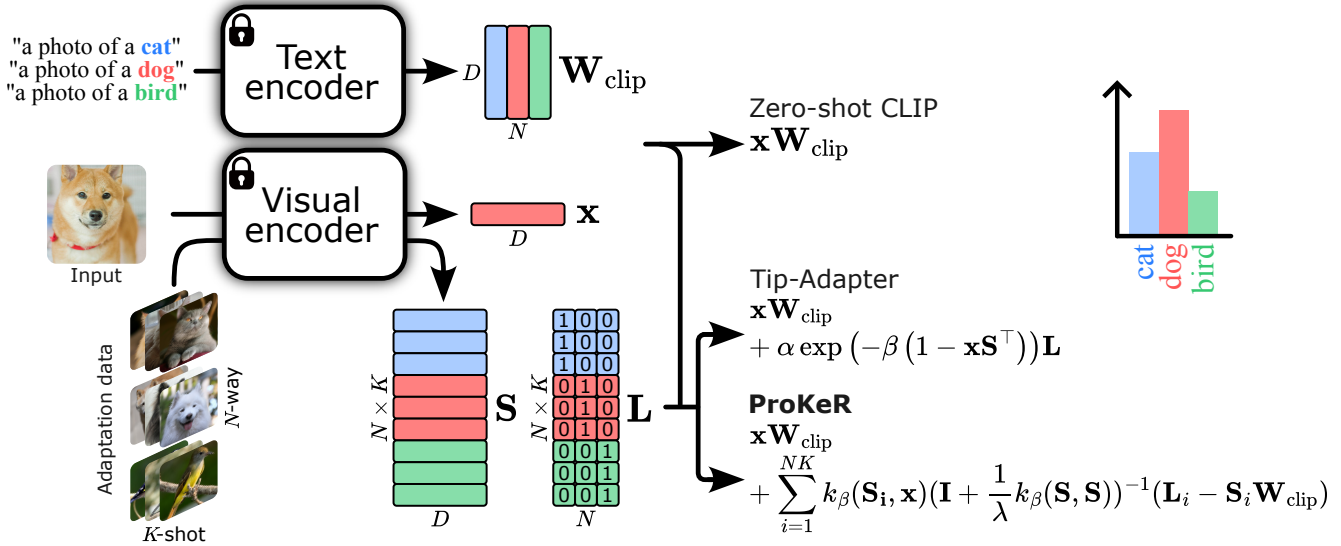 "a photo of a cat"
"a photo of a dog"
"a photo of a bird"
Text
encoder
D
N
W_clip
Input
Visual
encoder
x
D
Adaptation data
N-way
K-shot
N × K
S
D
N × K
1 0 0
1 0 0
1 0 0
0 1 0
0 1 0
0 1 0
0 0 1
0 0 1
0 0 1
L
N
Zero-shot CLIP
xW_clip
Tip-Adapter
xW_clip
+ α exp (−β (1 − xS^⊤)) L
ProKeR
xW_clip
+ ∑_{i=1}^{NK} k_β(S_i, x)(I + \frac{1}{λ} k_β(S, S))^{−1}(L_i − S_iW_clip)
cat
dog
bird